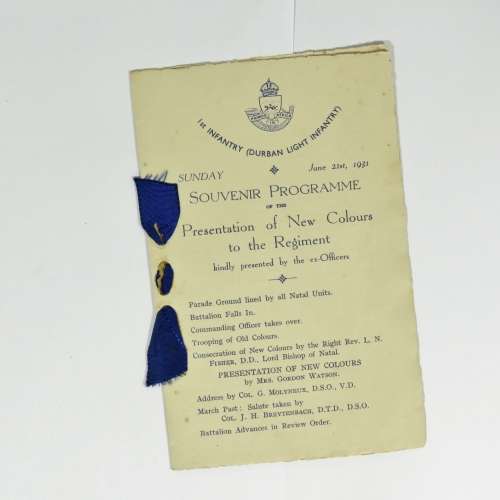 1st INFANTRY (DURBAN LIGHT INFANTRY)
SUNDAY June 21st, 1931
SOUVENIR PROGRAMME
OF THE
Presentation of New Colours
to the Regiment
kindly presented by the ex-Officers
Parade Ground lined by all Natal Units.
Battalion Falls In.
Commanding Officer takes over.
Trooping of Old Colours.
Consecration of New Colours by the Right Rev. L. N.
FISHER, D.D., Lord Bishop of Natal.
PRESENTATION OF NEW COLOURS
by MRS. GORDON WATSON.
Address by COL. G. MOLYNEUX, D.S.O., V.D.
March Past: Salute taken by
COL. J. H. BREYTENBACH, D.T.D., D.S.O.
Battalion Advances in Review Order.